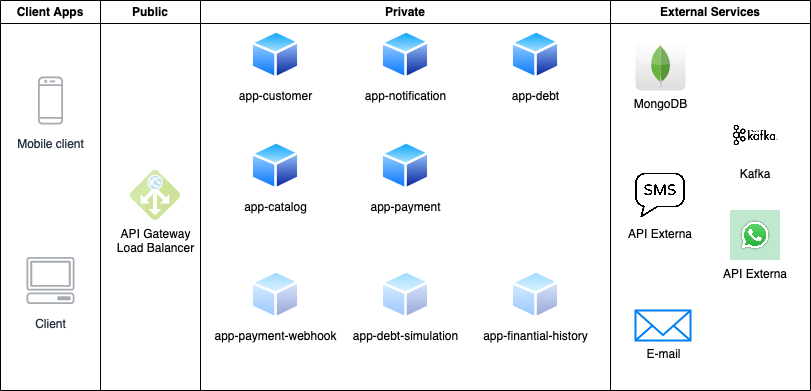 Client Apps
Public
Private
External Services
Mobile client
Client
API Gateway
Load Balancer
app-customer
app-notification
app-debt
app-catalog
app-payment
app-payment-webhook
app-debt-simulation
app-finantial-history
MongoDB
kafka
Kafka
SMS
API Externa
API Externa
E-mail